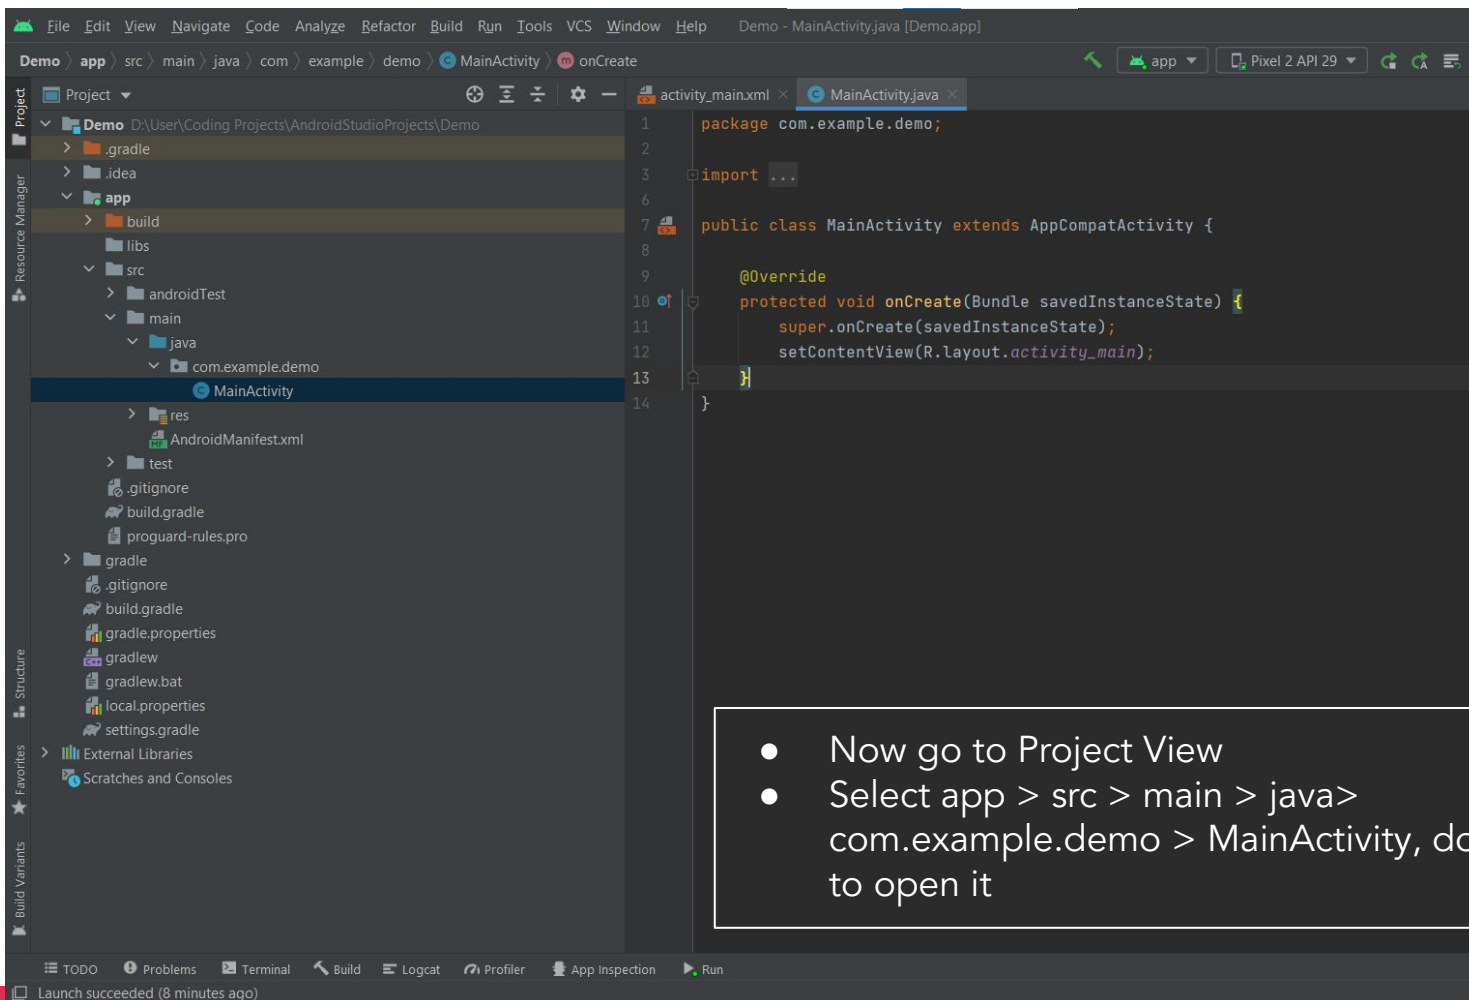 File Edit View Navigate Code Analyze Refactor Build Run Tools VCS Window Help Demo - MainActivity.java [Demo.app]
Demo app src main java com example demo MainActivity onCreate app Pixel 2 API 29
Project
activity_main.xml MainActivity.java
Project
Resource Manager
Structure
Favorites
Build Variants
Demo D:\User\Coding Projects\AndroidStudioProjects\Demo
.gradle
.idea
app
build
libs
src
androidTest
main
java
com.example.demo
MainActivity
res
AndroidManifest.xml
test
.gitignore
build.gradle
proguard-rules.pro
gradle
.gitignore
build.gradle
gradle.properties
gradlew
gradlew.bat
local.properties
settings.gradle
External Libraries
Scratches and Consoles
1 package com.example.demo;
2
3 import ...
6
7 public class MainActivity extends AppCompatActivity {
8
9 @Override
10 protected void onCreate(Bundle savedInstanceState) {
11 super.onCreate(savedInstanceState);
12 setContentView(R.layout.activity_main);
13 }
14 }
● Now go to Project View
● Select app > src > main > java>
com.example.demo > MainActivity, do
to open it
TODO Problems Terminal Build Logcat Profiler App Inspection Run
Launch succeeded (8 minutes ago)